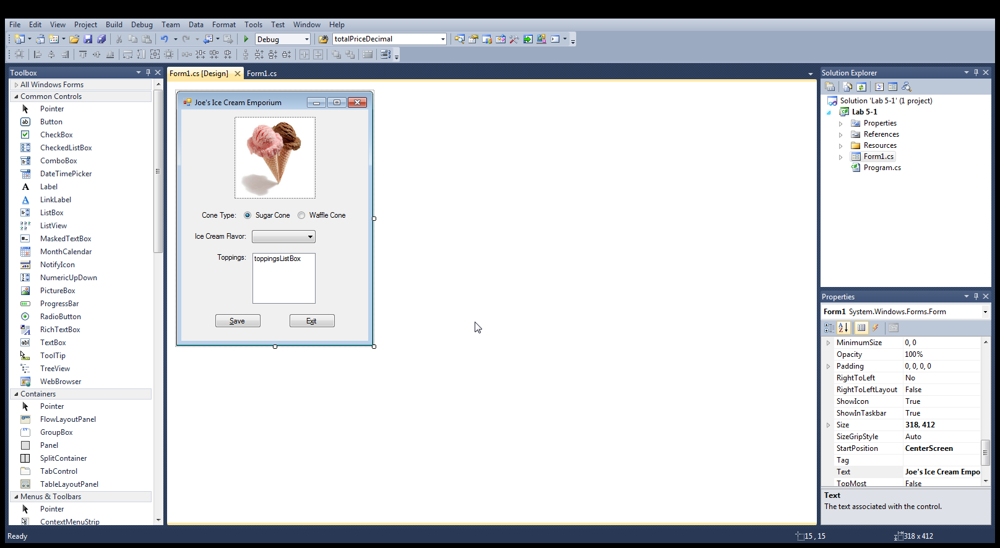 File Edit View Project Build Debug Team Data Format Tools Test Window Help
Debug totalPriceDecimal
Toolbox
All Windows Forms
Common Controls
Pointer
Button
CheckBox
CheckedListBox
ComboBox
DateTimePicker
Label
LinkLabel
ListBox
ListView
MaskedTextBox
MonthCalendar
NotifyIcon
NumericUpDown
PictureBox
ProgressBar
RadioButton
RichTextBox
TextBox
ToolTip
TreeView
WebBrowser
Containers
Pointer
FlowLayoutPanel
GroupBox
Panel
SplitContainer
TabControl
TableLayoutPanel
Menus & Toolbars
Pointer
ContextMenuStrip
Form1.cs [Design] Form1.cs
Joe's Ice Cream Emporium
Cone Type: Sugar Cone Waffle Cone
Ice Cream Flavor:
Toppings: toppingsListBox
Save Exit
Solution Explorer
Solution 'Lab 5-1' (1 project)
Lab 5-1
Properties
References
Resources
Form1.cs
Program.cs
Properties
Form1 System.Windows.Forms.Form
MinimumSize 0, 0
Opacity 100%
Padding 0, 0, 0, 0
RightToLeft No
RightToLeftLayout False
ShowIcon True
ShowInTaskbar True
Size 318, 412
SizeGripStyle Auto
StartPosition CenterScreen
Tag
Text Joe's Ice Cream Empo
TopMost False
Text
The text associated with the control.
Ready 15 , 15 318 x 412